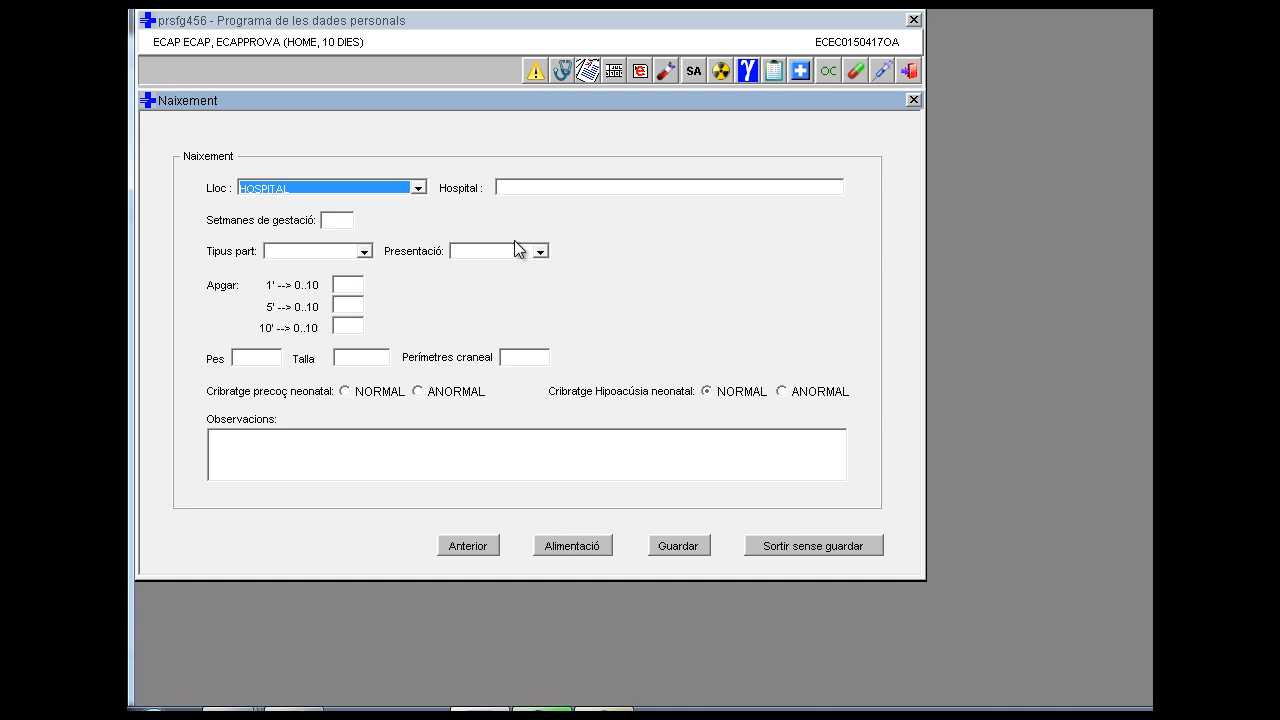 prsfg456 - Programa de les dades personals
ECAP ECAP, ECAPPROVA (HOME, 10 DIES) ECEC0150417OA
SA γ OC
Naixement
Naixement
Lloc : HOSPITAL Hospital :
Setmanes de gestació:
Tipus part: Presentació:
Apgar: 1' --> 0..10
5' --> 0..10
10' --> 0..10
Pes Talla Perímetres craneal
Cribratge precoç neonatal: NORMAL ANORMAL Cribratge Hipoacúsia neonatal: NORMAL ANORMAL
Observacions:
Anterior Alimentació Guardar Sortir sense guardar